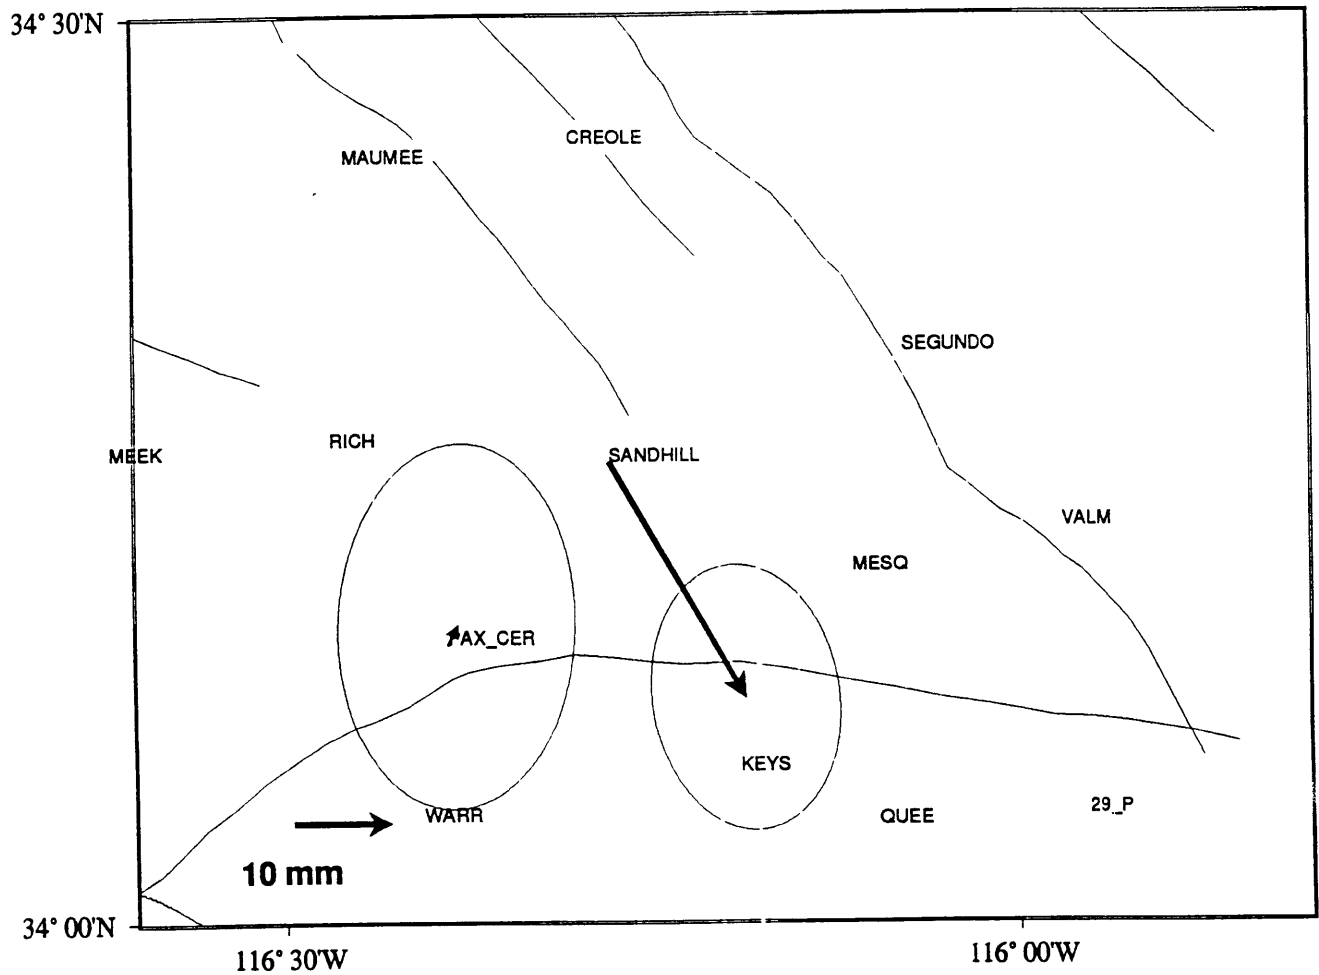 34° 30'N
CREOLE
MAUMEE
SEGUNDO
RICH
SANDHILL
MEEK
VALM
MESQ
AX_CER
KEYS
29_P
WARR
QUEE
10 mm
34° 00'N
116° 30'W
116° 00'W